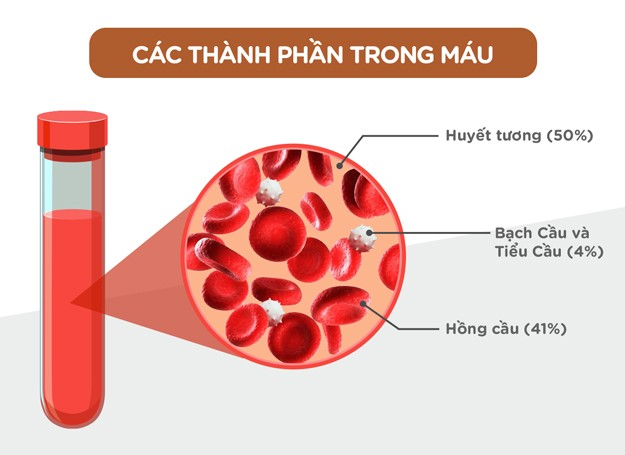 CÁC THÀNH PHẦN TRONG MÁU
Huyết tương (50%)
Bạch Cầu và
Tiểu Cầu (4%)
Hồng cầu (41%)